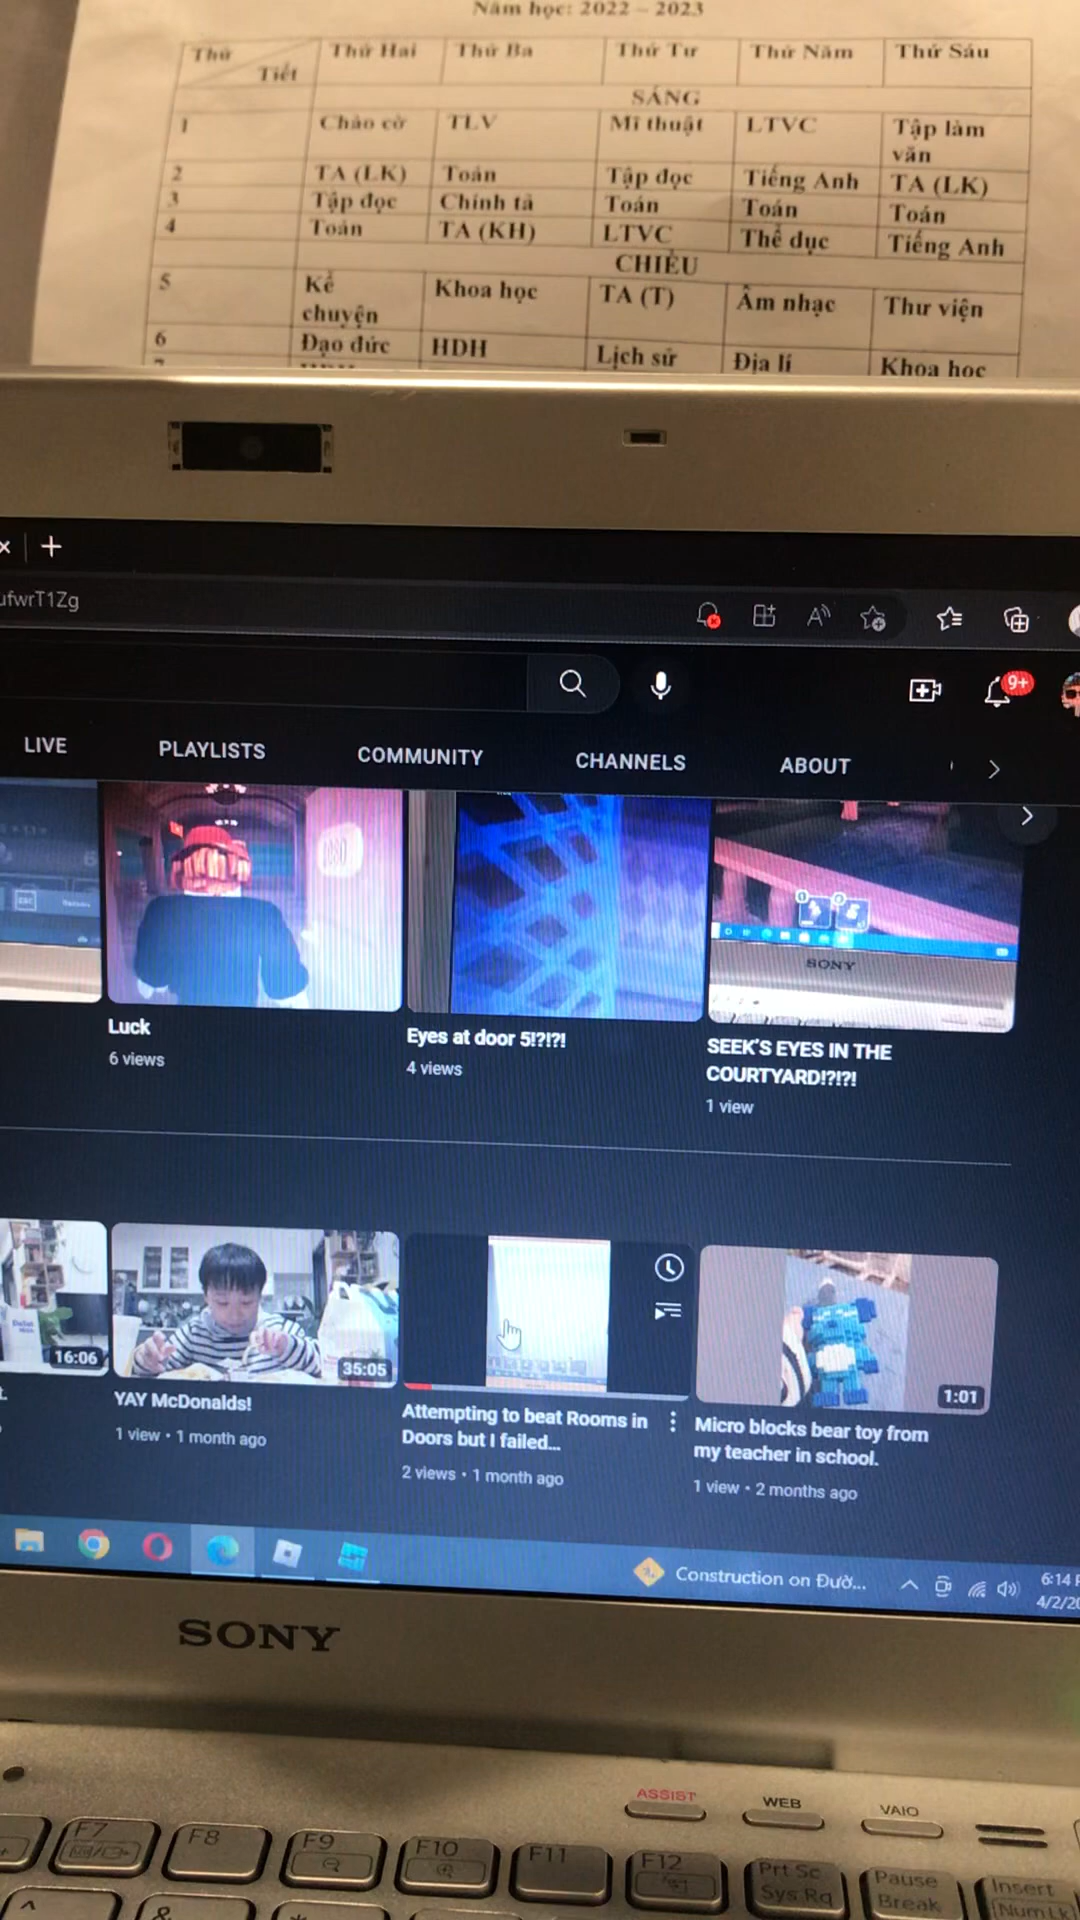 Năm học: 2022 – 2023
Thứ Thứ Hai Thứ Ba Thứ Tư Thứ Năm Thứ Sáu
Tiết
SÁNG
1 Chào cờ TLV Mĩ thuật LTVC Tập làm
văn
2 TA (LK) Toán Tập đọc Tiếng Anh TA (LK)
3 Tập đọc Chính tả Toán Toán Toán
4 Toán TA (KH) LTVC Thể dục Tiếng Anh
CHIỀU
5 Kể Khoa học TA (T) Âm nhạc Thư viện
chuyện
6 Đạo đức HDH Lịch sử Địa lí Khoa học
ufwrT1Zg
9+
LIVE PLAYLISTS COMMUNITY CHANNELS ABOUT
SONY
Luck
6 views
Eyes at door 5!?!?!
4 views
SEEK'S EYES IN THE
COURTYARD!?!?!
1 view
16:06
35:05
1:01
YAY McDonalds!
1 view • 1 month ago
Attempting to beat Rooms in
Doors but I failed...
2 views • 1 month ago
Micro blocks bear toy from
my teacher in school.
1 view • 2 months ago
Construction on Đườ...
6:14
4/2/20
SONY
ASSIST WEB VAIO
F7 F8 F9 F10 F11 F12 Prt Sc
Sys Rq Pause
Break Insert
Num Lk
^ &